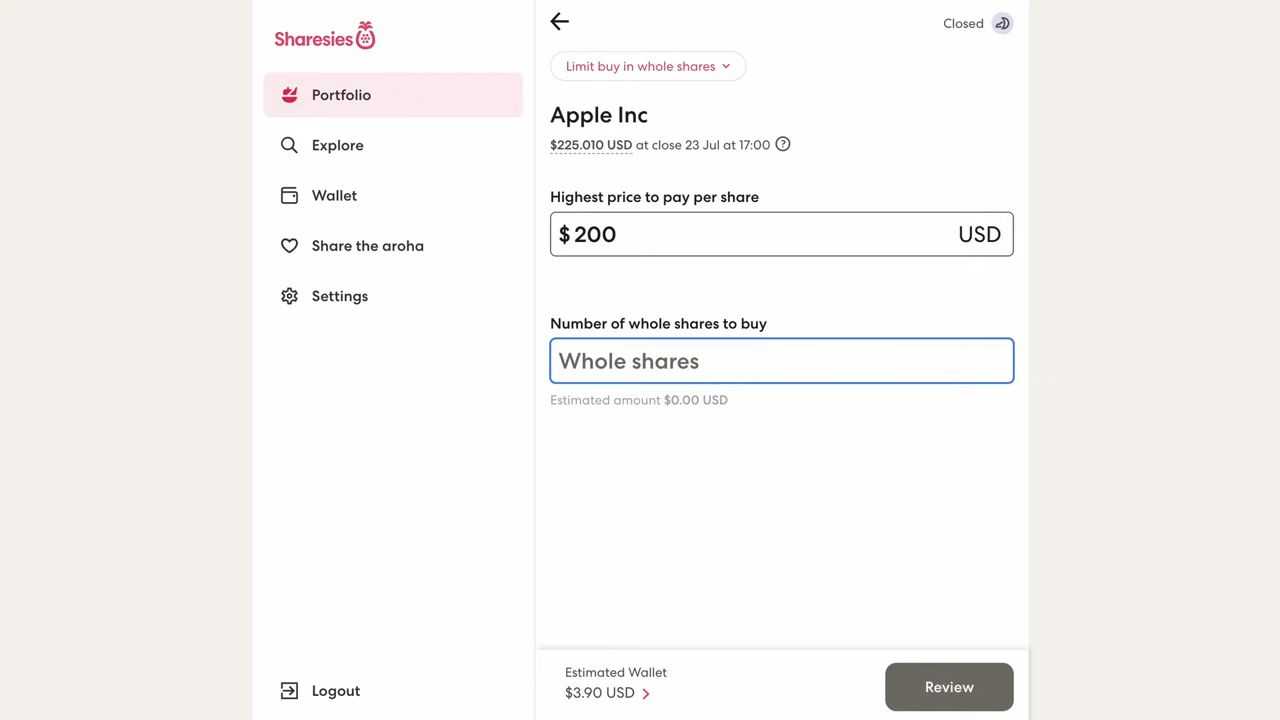 Sharesies
Portfolio
Explore
Wallet
Share the aroha
Settings
Logout
Closed
Limit buy in whole shares
Apple Inc
$225.010 USD at close 23 Jul at 17:00 ?
Highest price to pay per share
$ 200 USD
Number of whole shares to buy
Whole shares
Estimated amount $0.00 USD
Estimated Wallet
$3.90 USD
Review